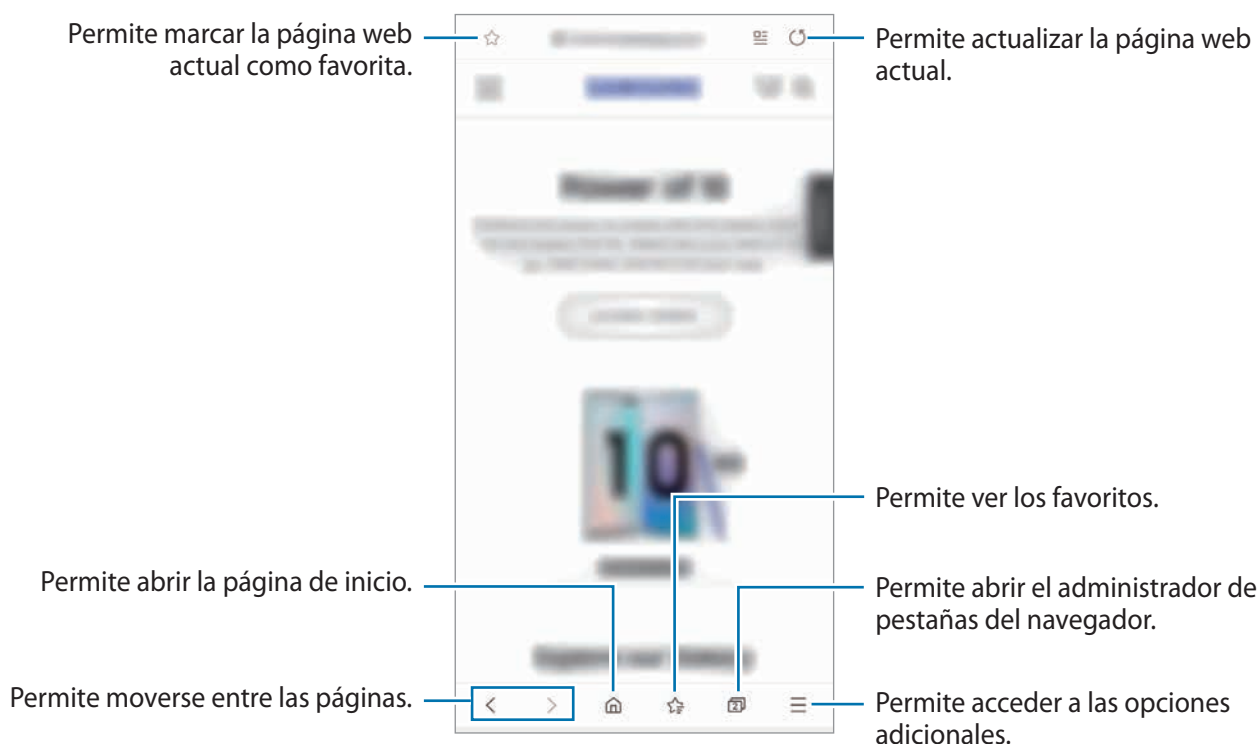 Permite marcar la página web
actual como favorita.
Permite actualizar la página web
actual.
10
Permite ver los favoritos.
Permite abrir la página de inicio.
Permite abrir el administrador de
pestañas del navegador.
Permite moverse entre las páginas.
2
Permite acceder a las opciones
adicionales.